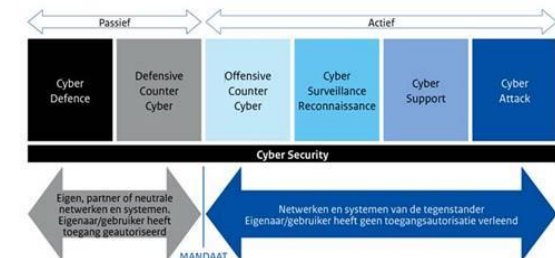 Passief
Actief
Cyber
Defence
Defensive
Counter
Cyber
Offensive
Counter
Cyber
Cyber
Surveillance
Reconnaissance
Cyber
Support
Cyber
Attack
Cyber Security
Eigen, partner of neutrale
netwerken en systemen.
Eigenaar/gebruiker heeft
toegang geautoriseerd
Netwerken en systemen van de tegenstander
Eigenaar/gebruiker heeft geen toegangsautorisatie verleend
MANDAAT